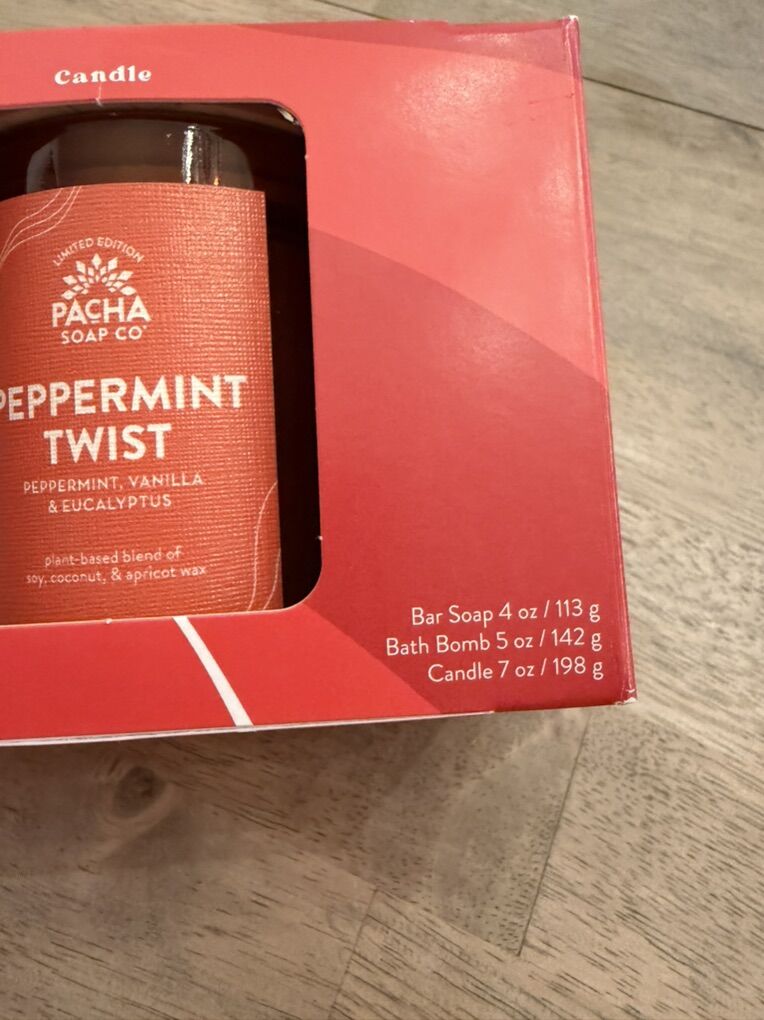 Candle
LIMITED EDITION
PACHA
SOAP CO
PEPPERMINT
TWIST
PEPPERMINT, VANILLA
& EUCALYPTUS
plant-based blend of
soy, coconut, & apricot wax
Bar Soap 4 oz / 113 g
Bath Bomb 5 oz / 142 g
Candle 7 oz / 198 g